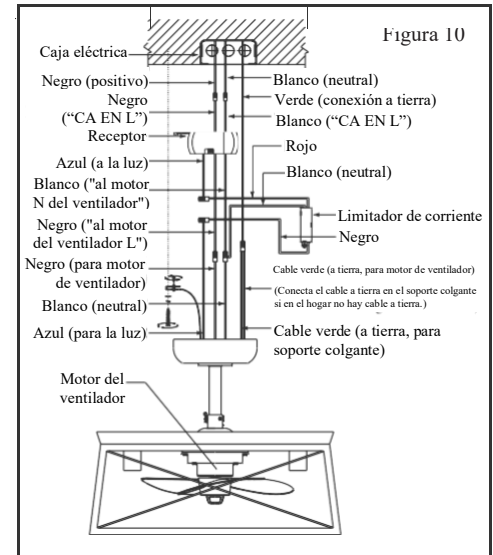 Figura 10
Caja eléctrica
Negro (positivo)
Negro
(“CA EN L”)
Receptor
Azul (a la luz)
Blanco ("al motor
N del ventilador")
Negro ("al motor
del ventilador L")
Negro (para motor
de ventilador)
Blanco (neutral)
Azul (para la luz)
Motor del
ventilador
Blanco (neutral)
Verde (conexión a tierra)
Blanco (“CA EN L”)
Rojo
Blanco (neutral)
Limitador de corriente
Negro
Cable verde (a tierra, para motor de ventilador)
(Conecta el cable a tierra en el soporte colgante
si en el hogar no hay cable a tierra.)
Cable verde (a tierra, para
soporte colgante)